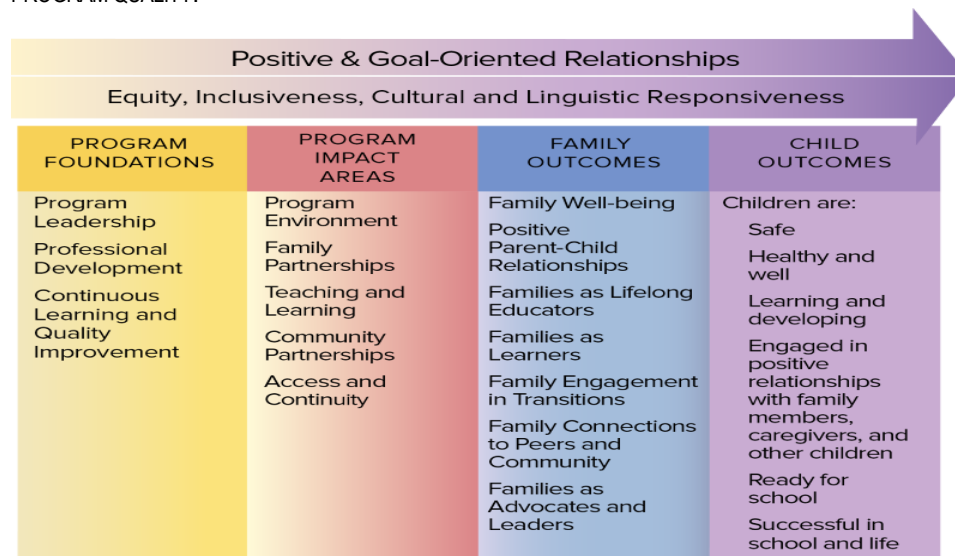 Positive & Goal-Oriented Relationships
Equity, Inclusiveness, Cultural and Linguistic Responsiveness
PROGRAM
FOUNDATIONS
Program
Leadership
Professional
Development
Continuous
Learning and
Quality
Improvement
PROGRAM
IMPACT
AREAS
Program
Environment
Family
Partnerships
Teaching and
Learning
Community
Partnerships
Access and
Continuity
FAMILY
OUTCOMES
Family Well-being
Positive
Parent-Child
Relationships
Families as Lifelong
Educators
Families as
Learners
Family Engagement
in Transitions
Family Connections
to Peers and
Community
Families as
Advocates and
Leaders
CHILD
OUTCOMES
Children are:
Safe
Healthy and
well
Learning and
developing
Engaged in
positive
relationships
with family
members,
caregivers, and
other children
Ready for
school
Successful in
school and life